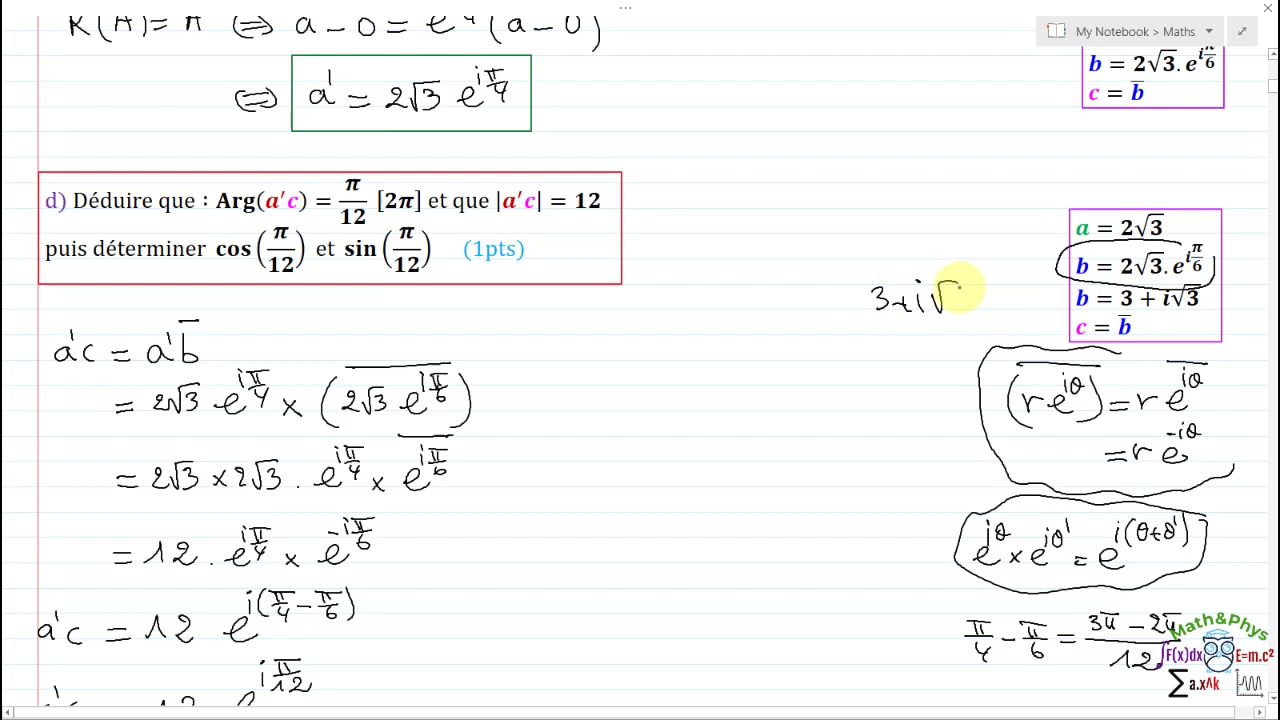 R(A) = A' ⟺ a' - 0 = e (a - 0)
My Notebook > Maths
b = 2√3. e^{iπ/6}
c = b̅
⟺ a' = 2√3 e^{iπ/4}
d) Déduire que : Arg(a'c) = π/12 [2π] et que |a'c| = 12
puis déterminer cos(π/12) et sin(π/12) (1pts)
a = 2√3
b = 2√3. e^{iπ/6}
b = 3 + i√3
c = b̅
3+i√
a'c = a'b̅
= 2√3 e^{iπ/4} × (\overline{2√3 e^{iπ/6}})
= 2√3 × 2√3 . e^{iπ/4} × \overline{e^{iπ/6}}
= 12 . e^{iπ/4} × e^{-iπ/6}
a'c = 12 e^{i(π/4 - π/6)}
e^{iπ/12}
(\overline{r e^{iθ}}) = r \overline{e^{iθ}}
= r e^{-iθ}
e^{iθ} × e^{iθ'} = e^{i(θ+θ')}
π/4 - π/6 = (3π - 2π)/12
Math&Phys
∫F(x)dx E=m.c²
∑ a.x^k